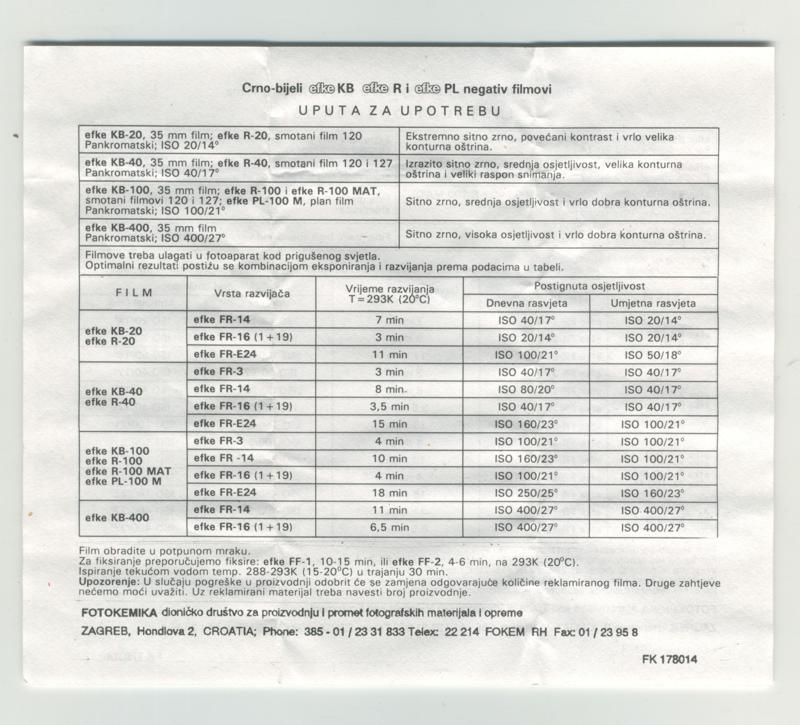 Crno-bijeli efke KB efke R i efke PL negativ filmovi
UPUTA ZA UPOTREBU
efke KB-20, 35 mm film; efke R-20, smotani film 120
Pankromatski; ISO 20/14°
Ekstremno sitno zrno, povećani kontrast i vrlo velika
konturna oštrina.
efke KB-40, 35 mm film; efke R-40, smotani film 120 i 127
Pankromatski; ISO 40/17°
Izrazito sitno zrno, srednja osjetljivost, velika konturna
oštrina i veliki raspon snimanja.
efke KB-100, 35 mm film; efke R-100 i efke R-100 MAT,
smotani filmovi 120 i 127; efke PL-100 M, plan film
Pankromatski; ISO 100/21°
Sitno zrno, srednja osjetljivost i vrlo dobra konturna oštrina.
efke KB-400, 35 mm film
Pankromatski; ISO 400/27°
Sitno zrno, visoka osjetljivost i vrlo dobra konturna oštrina.
Filmove treba ulagati u fotoaparat kod prigušenog svjetla.
Optimalni rezultati postižu se kombinacijom eksponiranja i razvijanja prema podacima u tabeli.
FILM
Vrsta razvijača
Vrijeme razvijanja
T=293K (20°C)
Postignuta osjetljivost
Dnevna rasvjeta
Umjetna rasvjeta
efke KB-20
efke R-20
efke FR-14 7 min ISO 40/17° ISO 20/14°
efke FR-16 (1+19) 3 min ISO 20/14° ISO 20/14°
efke FR-E24 11 min ISO 100/21° ISO 50/18°
efke KB-40
efke R-40
efke FR-3 3 min ISO 40/17° ISO 40/17°
efke FR-14 8 min. ISO 80/20° ISO 40/17°
efke FR-16 (1+19) 3,5 min ISO 40/17° ISO 40/17°
efke FR-E24 15 min ISO 160/23° ISO 100/21°
efke KB-100
efke R-100
efke R-100 MAT
efke PL-100 M
efke FR-3 4 min ISO 100/21° ISO 100/21°
efke FR -14 10 min ISO 160/23° ISO 100/21°
efke FR-16 (1+19) 4 min ISO 100/21° ISO 100/21°
efke FR-E24 18 min ISO 250/25° ISO 160/23°
efke KB-400
efke FR-14 11 min ISO 400/27° ISO 400/27°
efke FR-16 (1+19) 6,5 min ISO 400/27° ISO 400/27°
Film obradite u potpunom mraku.
Za fiksiranje preporučujemo fiksire: efke FF-1, 10-15 min, ili efke FF-2, 4-6 min, na 293K (20°C).
Ispiranje tekućom vodom temp. 288-293K (15-20°C) u trajanju 30 min.
Upozorenje: U slučaju pogreške u proizvodnji odobrit će se zamjena odgovarajuće količine reklamiranog filma. Druge zahtjeve
nećemo moći uvažiti. Uz reklamirani materijal treba navesti broj proizvodnje.
FOTOKEMIKA dioničko društvo za proizvodnju i promet fotografskih materijala i opreme
ZAGREB, Hondlova 2, CROATIA; Phone: 385 - 01 / 23 31 833 Telex: 22 214 FOKEM RH Fax: 01 / 23 95 8
FK 178014